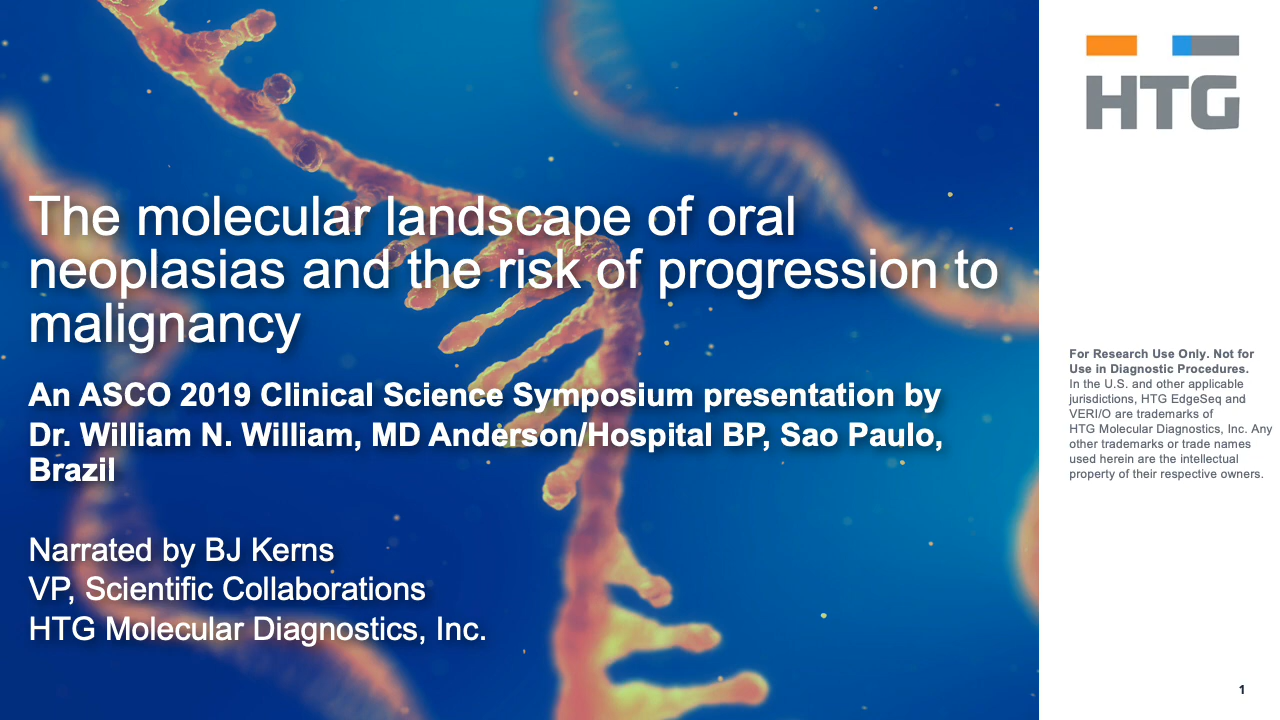 The molecular landscape of oral
neoplasias and the risk of progression to
malignancy
An ASCO 2019 Clinical Science Symposium presentation by
Dr. William N. William, MD Anderson/Hospital BP, Sao Paulo,
Brazil
Narrated by BJ Kerns
VP, Scientific Collaborations
HTG Molecular Diagnostics, Inc.
HTG
For Research Use Only. Not for
Use in Diagnostic Procedures.
In the U.S. and other applicable
jurisdictions, HTG EdgeSeq and
VERI/O are trademarks of
HTG Molecular Diagnostics, Inc. Any
other trademarks or trade names
used herein are the intellectual
property of their respective owners.
1